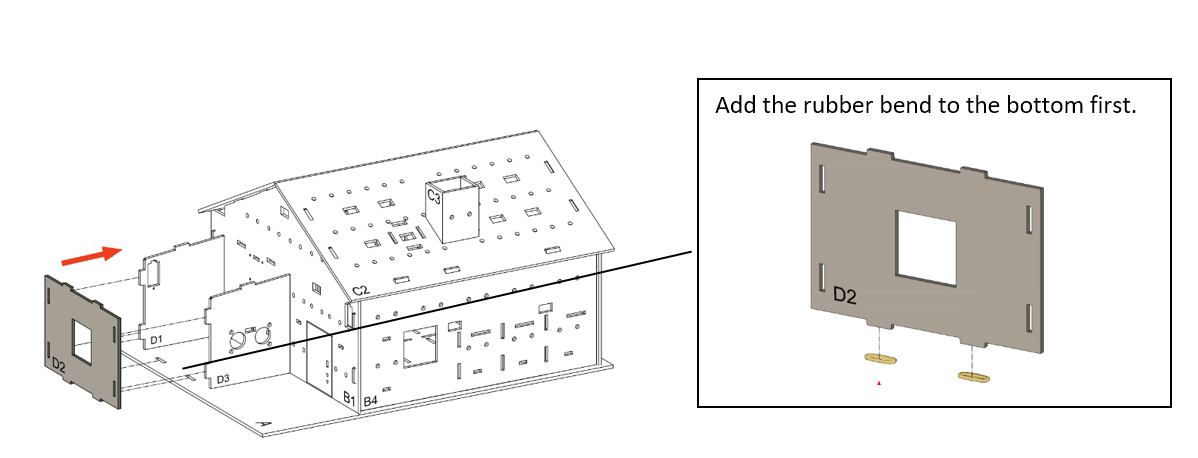 Add the rubber bend to the bottom first.
C3
C2
D1
D2
D3
B1
B4
A
D2